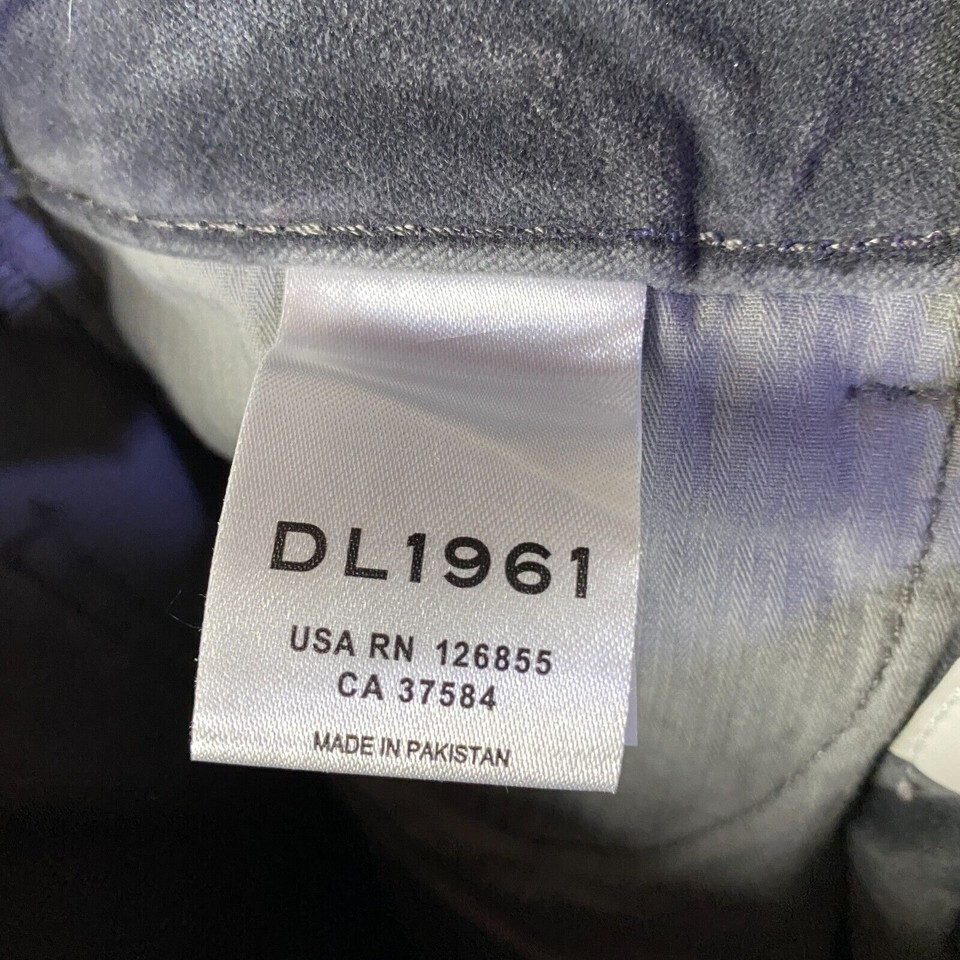 DL1961
USA RN 126855
CA 37584
MADE IN PAKISTAN